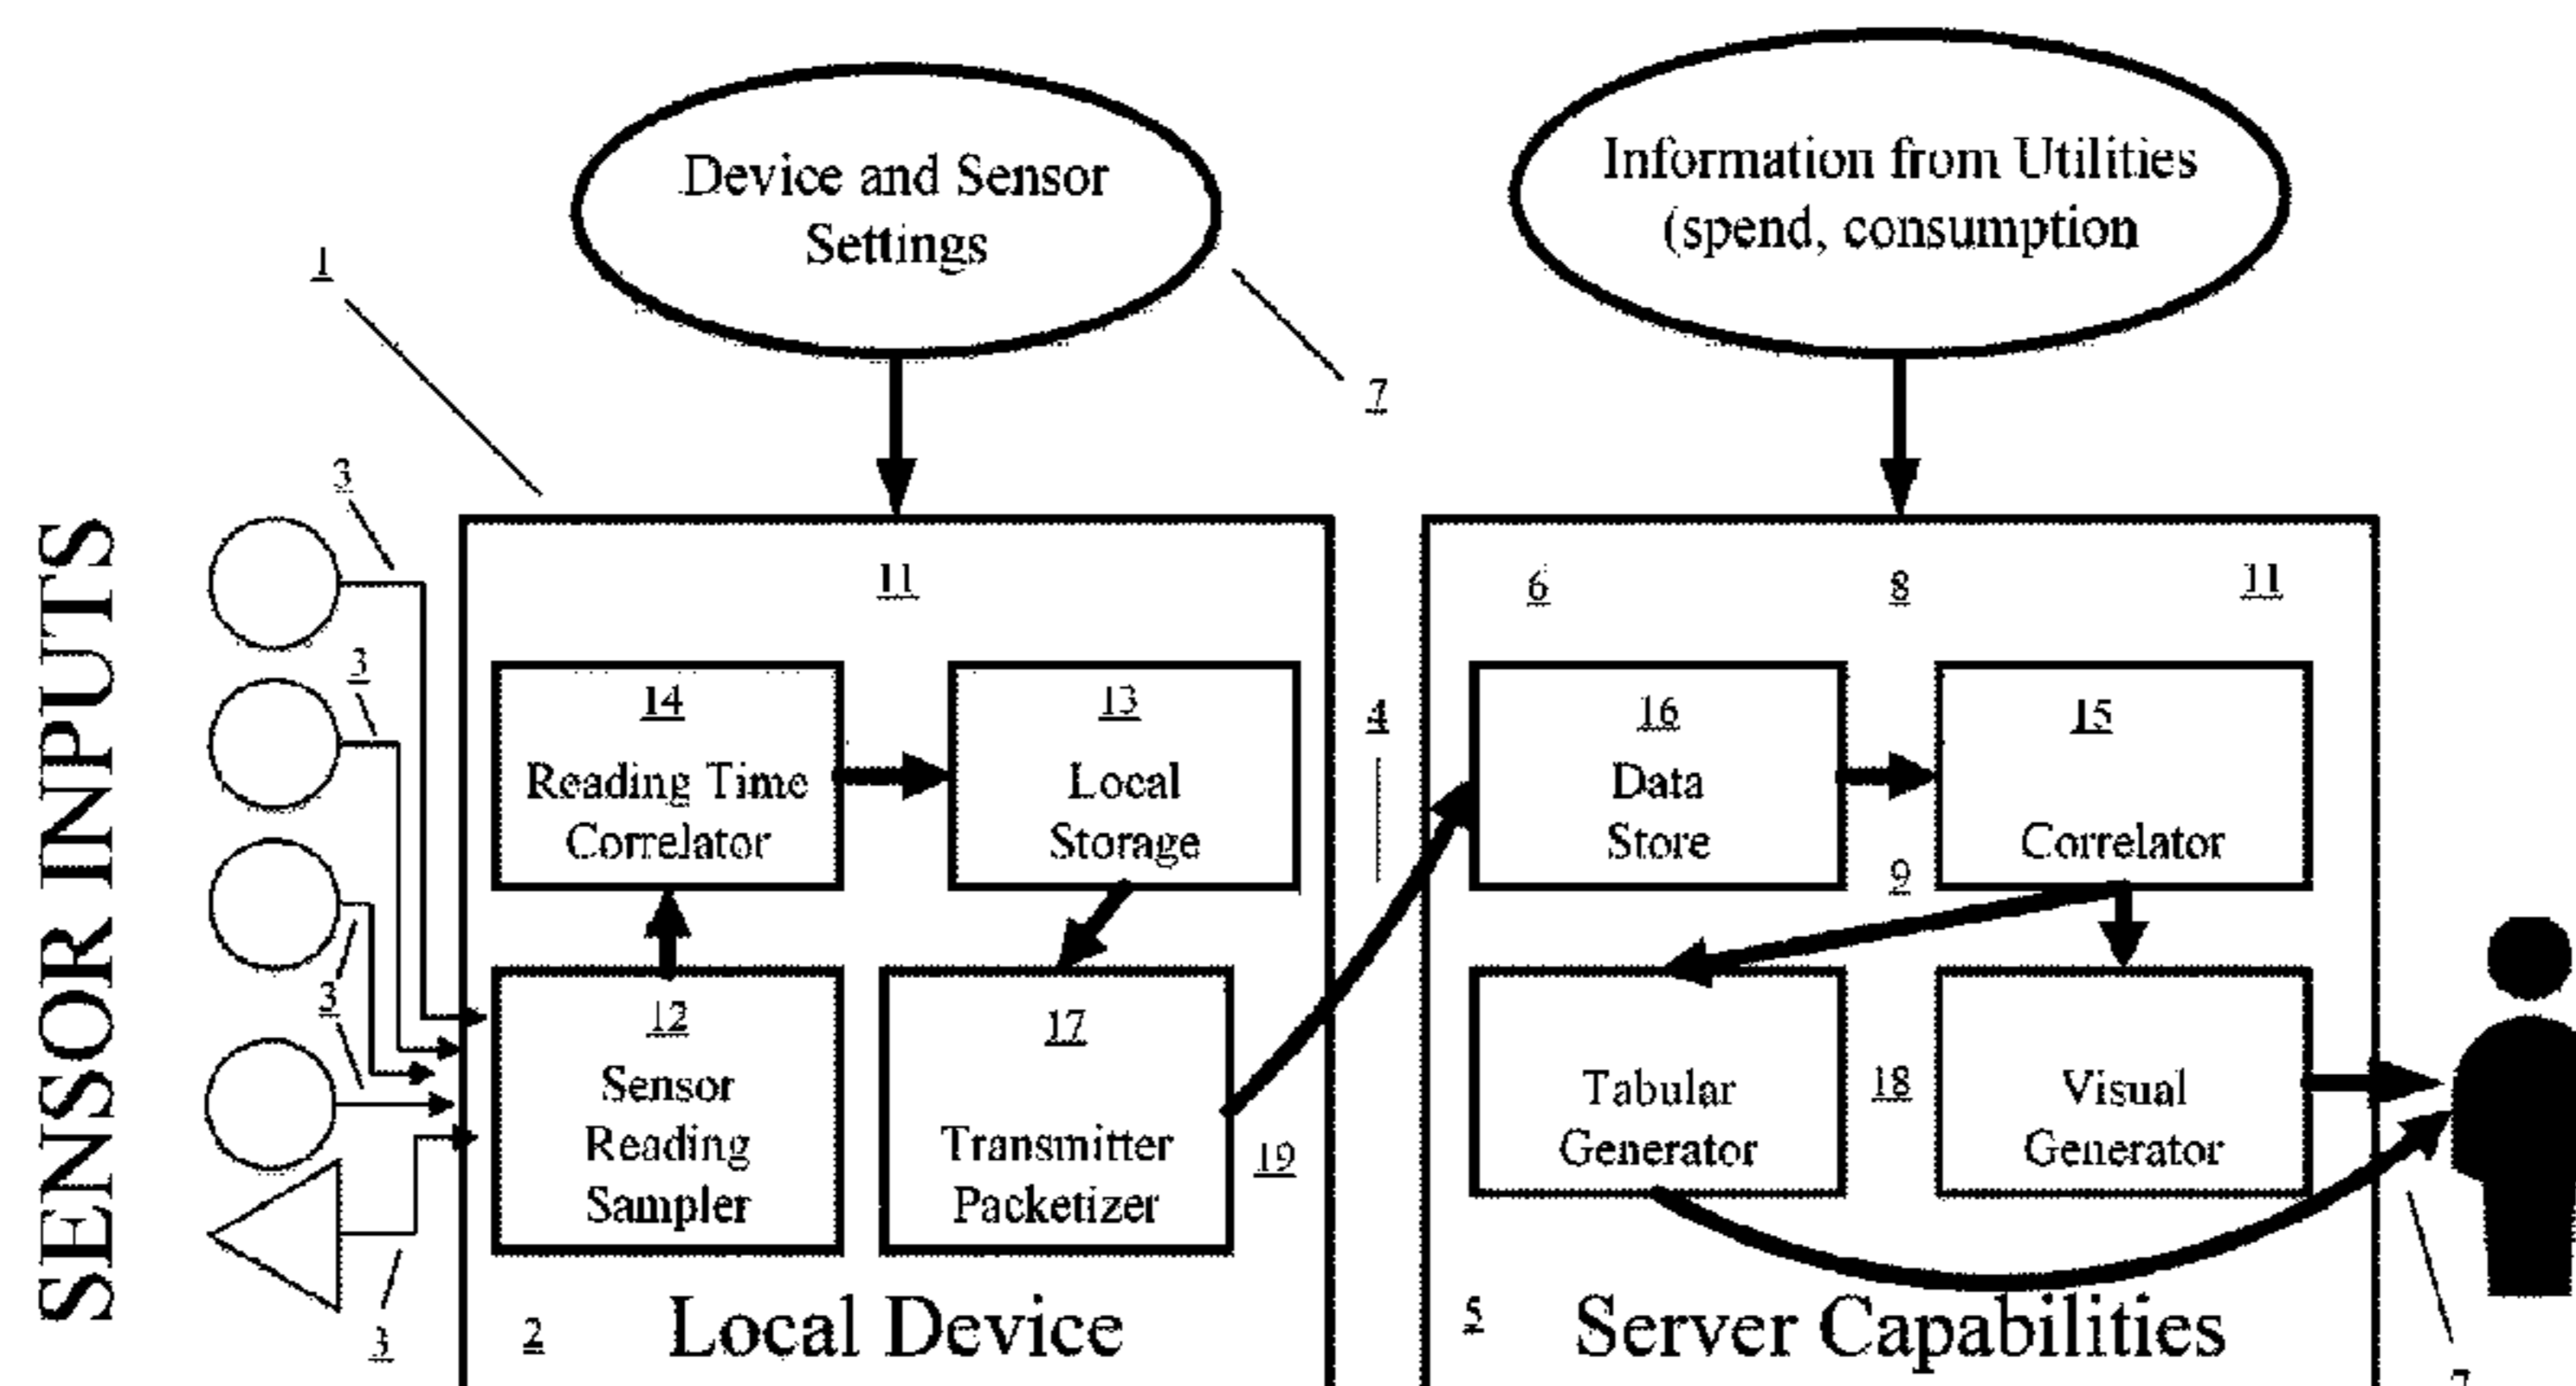 Device and Sensor
Settings
Information from Utilities
(spend, consumption
1
7
3
SENSOR INPUTS
11
6
8
11
3
14
Reading Time
Correlator
13
Local
Storage
4
16
Data
Store
15
Correlator
9
3
12
Sensor
Reading
Sampler
17
Transmitter
Packetizer
19
Tabular
Generator
18
Visual
Generator
3
2
Local Device
5
Server Capabilities